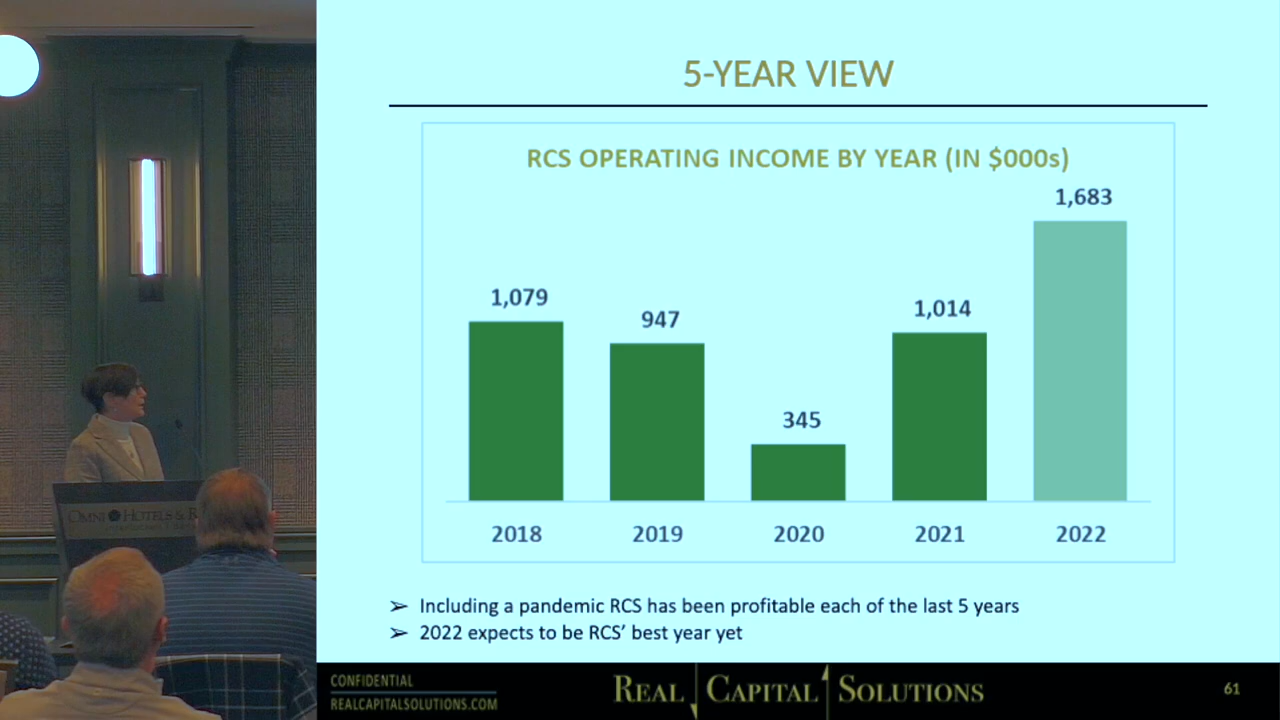 5-YEAR VIEW
RCS OPERATING INCOME BY YEAR (IN $000s)
1,683
1,079
947
1,014
345
2018 2019 2020 2021 2022
➢ Including a pandemic RCS has been profitable each of the last 5 years
➢ 2022 expects to be RCS’ best year yet
OMNI HOTELS & R
CONFIDENTIAL
REALCAPITALSOLUTIONS.COM
REAL CAPITAL SOLUTIONS
61